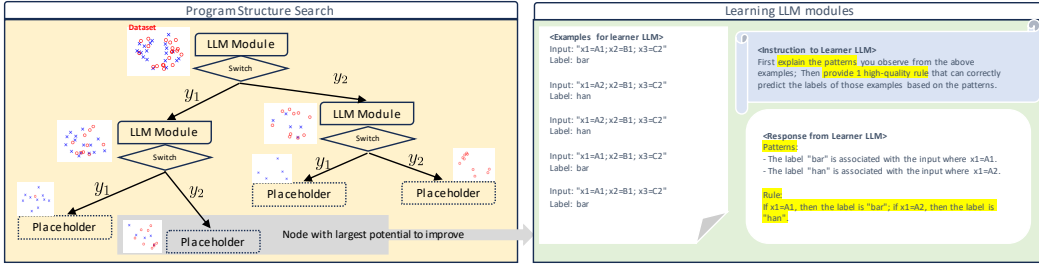 Program Structure Search
Dataset
LLM Module
Switch
y1
y2
LLM Module
Switch
LLM Module
Switch
y1
y2
y1
y2
Placeholder
Placeholder
Placeholder
Placeholder
Node with largest potential to improve
Learning LLM modules
<Examples for learner LLM>
Input: "x1=A1;x2=B1; x3=C2"
Label: bar
Input: "x1=A2;x2=B1; x3=C2"
Label: han
Input: "x1=A2;x2=B1; x3=C2"
Label: han
Input: "x1=A1;x2=B1; x3=C2"
Label: bar
Input: "x1=A1;x2=B1; x3=C2"
Label: bar
<Instruction to Learner LLM>
First explain the patterns you observe from the above
examples; Then provide 1 high-quality rule that can correctly
predict the labels of those examples based on the patterns.
<Response from Learner LLM>
Patterns:
- The label "bar" is associated with the input where x1=A1.
- The label "han" is associated with the input where x1=A2.
Rule:
If x1=A1, then the label is "bar"; if x1=A2, then the label is
"han".